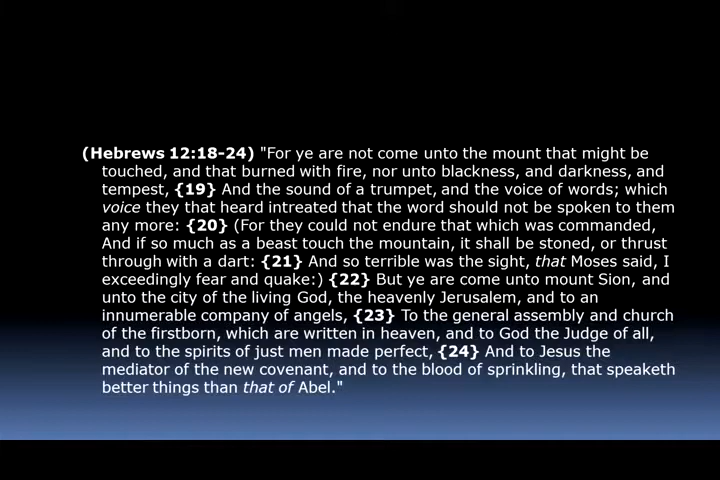 (Hebrews 12:18-24) "For ye are not come unto the mount that might be
touched, and that burned with fire, nor unto blackness, and darkness, and
tempest, {19} And the sound of a trumpet, and the voice of words; which
voice they that heard intreated that the word should not be spoken to them
any more: {20} (For they could not endure that which was commanded,
And if so much as a beast touch the mountain, it shall be stoned, or thrust
through with a dart: {21} And so terrible was the sight, that Moses said, I
exceedingly fear and quake:) {22} But ye are come unto mount Sion, and
unto the city of the living God, the heavenly Jerusalem, and to an
innumerable company of angels, {23} To the general assembly and church
of the firstborn, which are written in heaven, and to God the Judge of all,
and to the spirits of just men made perfect, {24} And to Jesus the
mediator of the new covenant, and to the blood of sprinkling, that speaketh
better things than that of Abel."